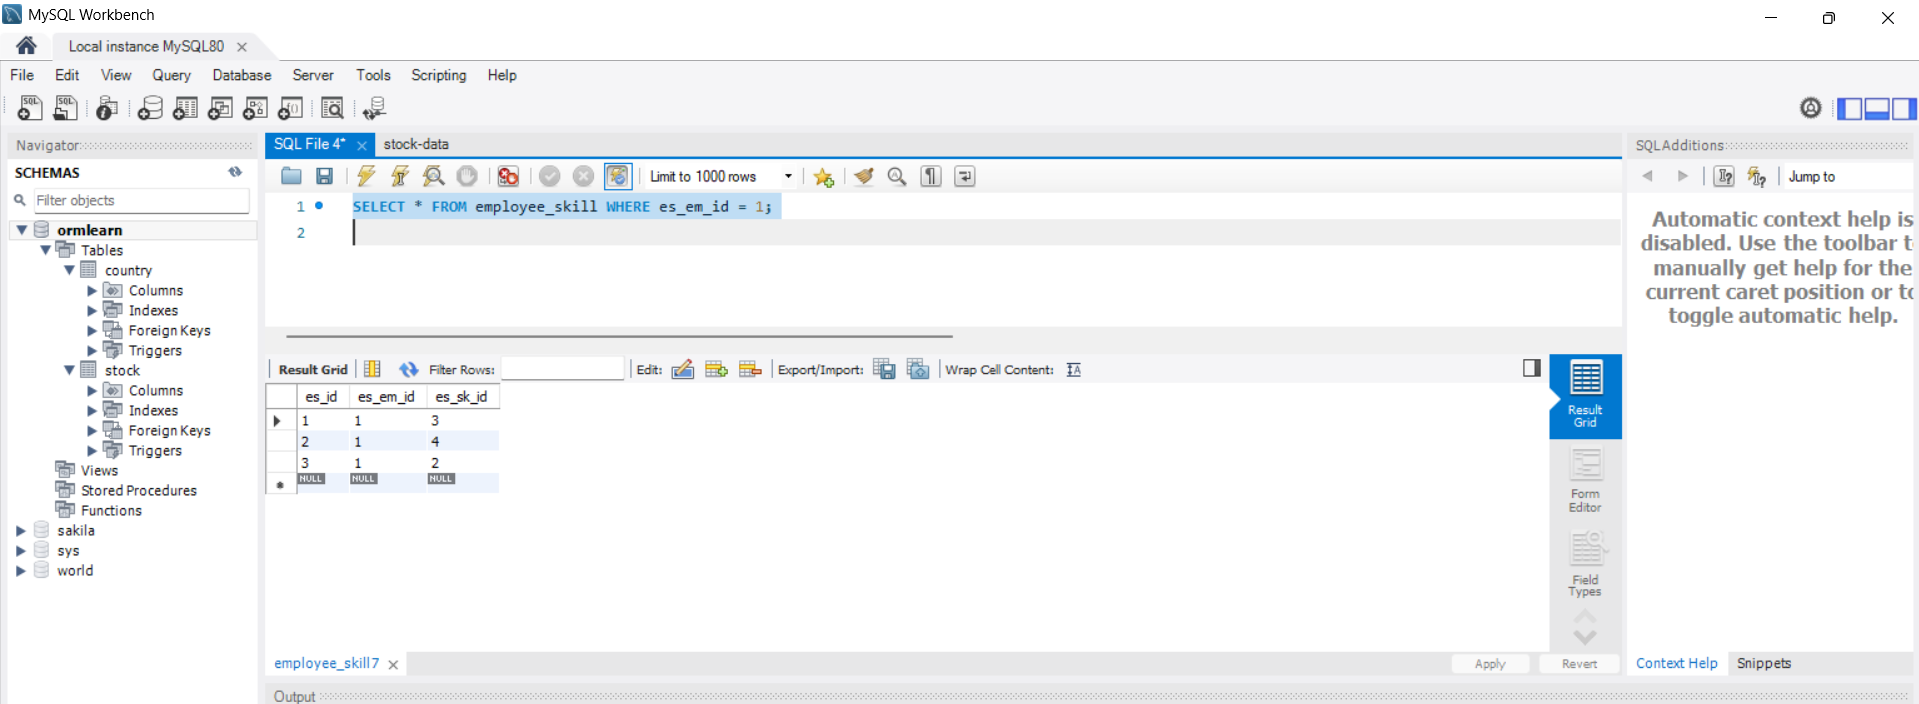 MySQL Workbench
Local instance MySQL80
File Edit View Query Database Server Tools Scripting Help
Navigator
SCHEMAS
Filter objects
ormlearn
Tables
country
Columns
Indexes
Foreign Keys
Triggers
stock
Columns
Indexes
Foreign Keys
Triggers
Views
Stored Procedures
Functions
sakila
sys
world
SQL File 4* stock-data
Limit to 1000 rows
1 SELECT * FROM employee_skill WHERE es_em_id = 1;
2
Result Grid Filter Rows: Edit: Export/Import: Wrap Cell Content:
es_id es_em_id es_sk_id
1 1 3
2 1 4
3 1 2
NULL NULL NULL
Result
Grid
Form
Editor
Field
Types
employee_skill7 Apply Revert
Output
SQLAdditions
Jump to
Automatic context help is
disabled. Use the toolbar t
manually get help for the
current caret position or to
toggle automatic help.
Context Help Snippets